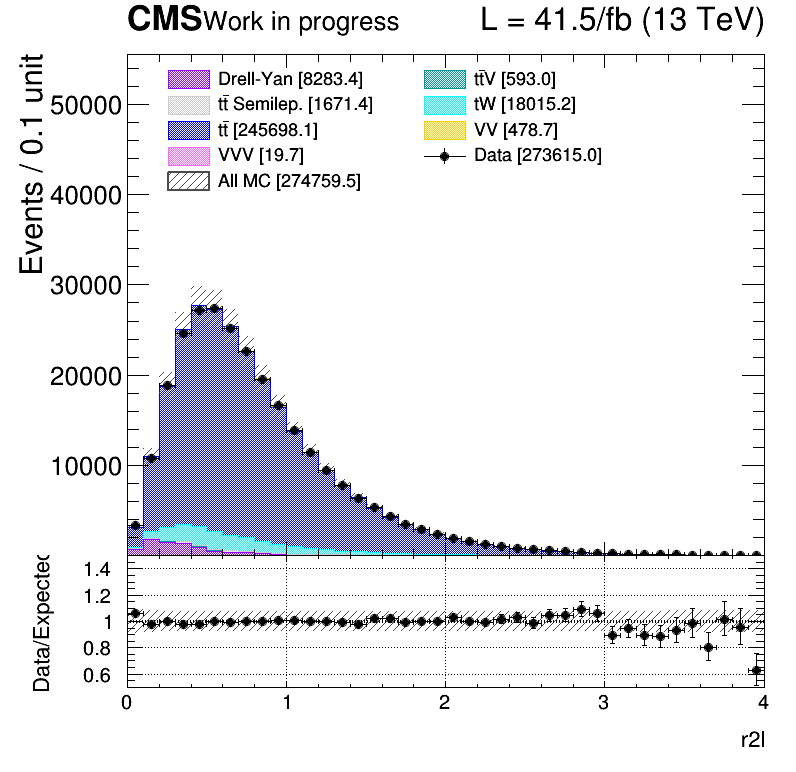 CMS Work in progress L = 41.5/fb (13 TeV)
Events / 0.1 unit
Drell-Yan [8283.4] tt̄V [593.0]
tt̄ Semilep. [1671.4] tW [18015.2]
tt̄ [245698.1] VV [478.7]
VVV [19.7] Data [273615.0]
All MC [274759.5]
50000
40000
30000
20000
10000
Data/Expected
1.4
1.2
1
0.8
0.6
0 1 2 3 4
r2l